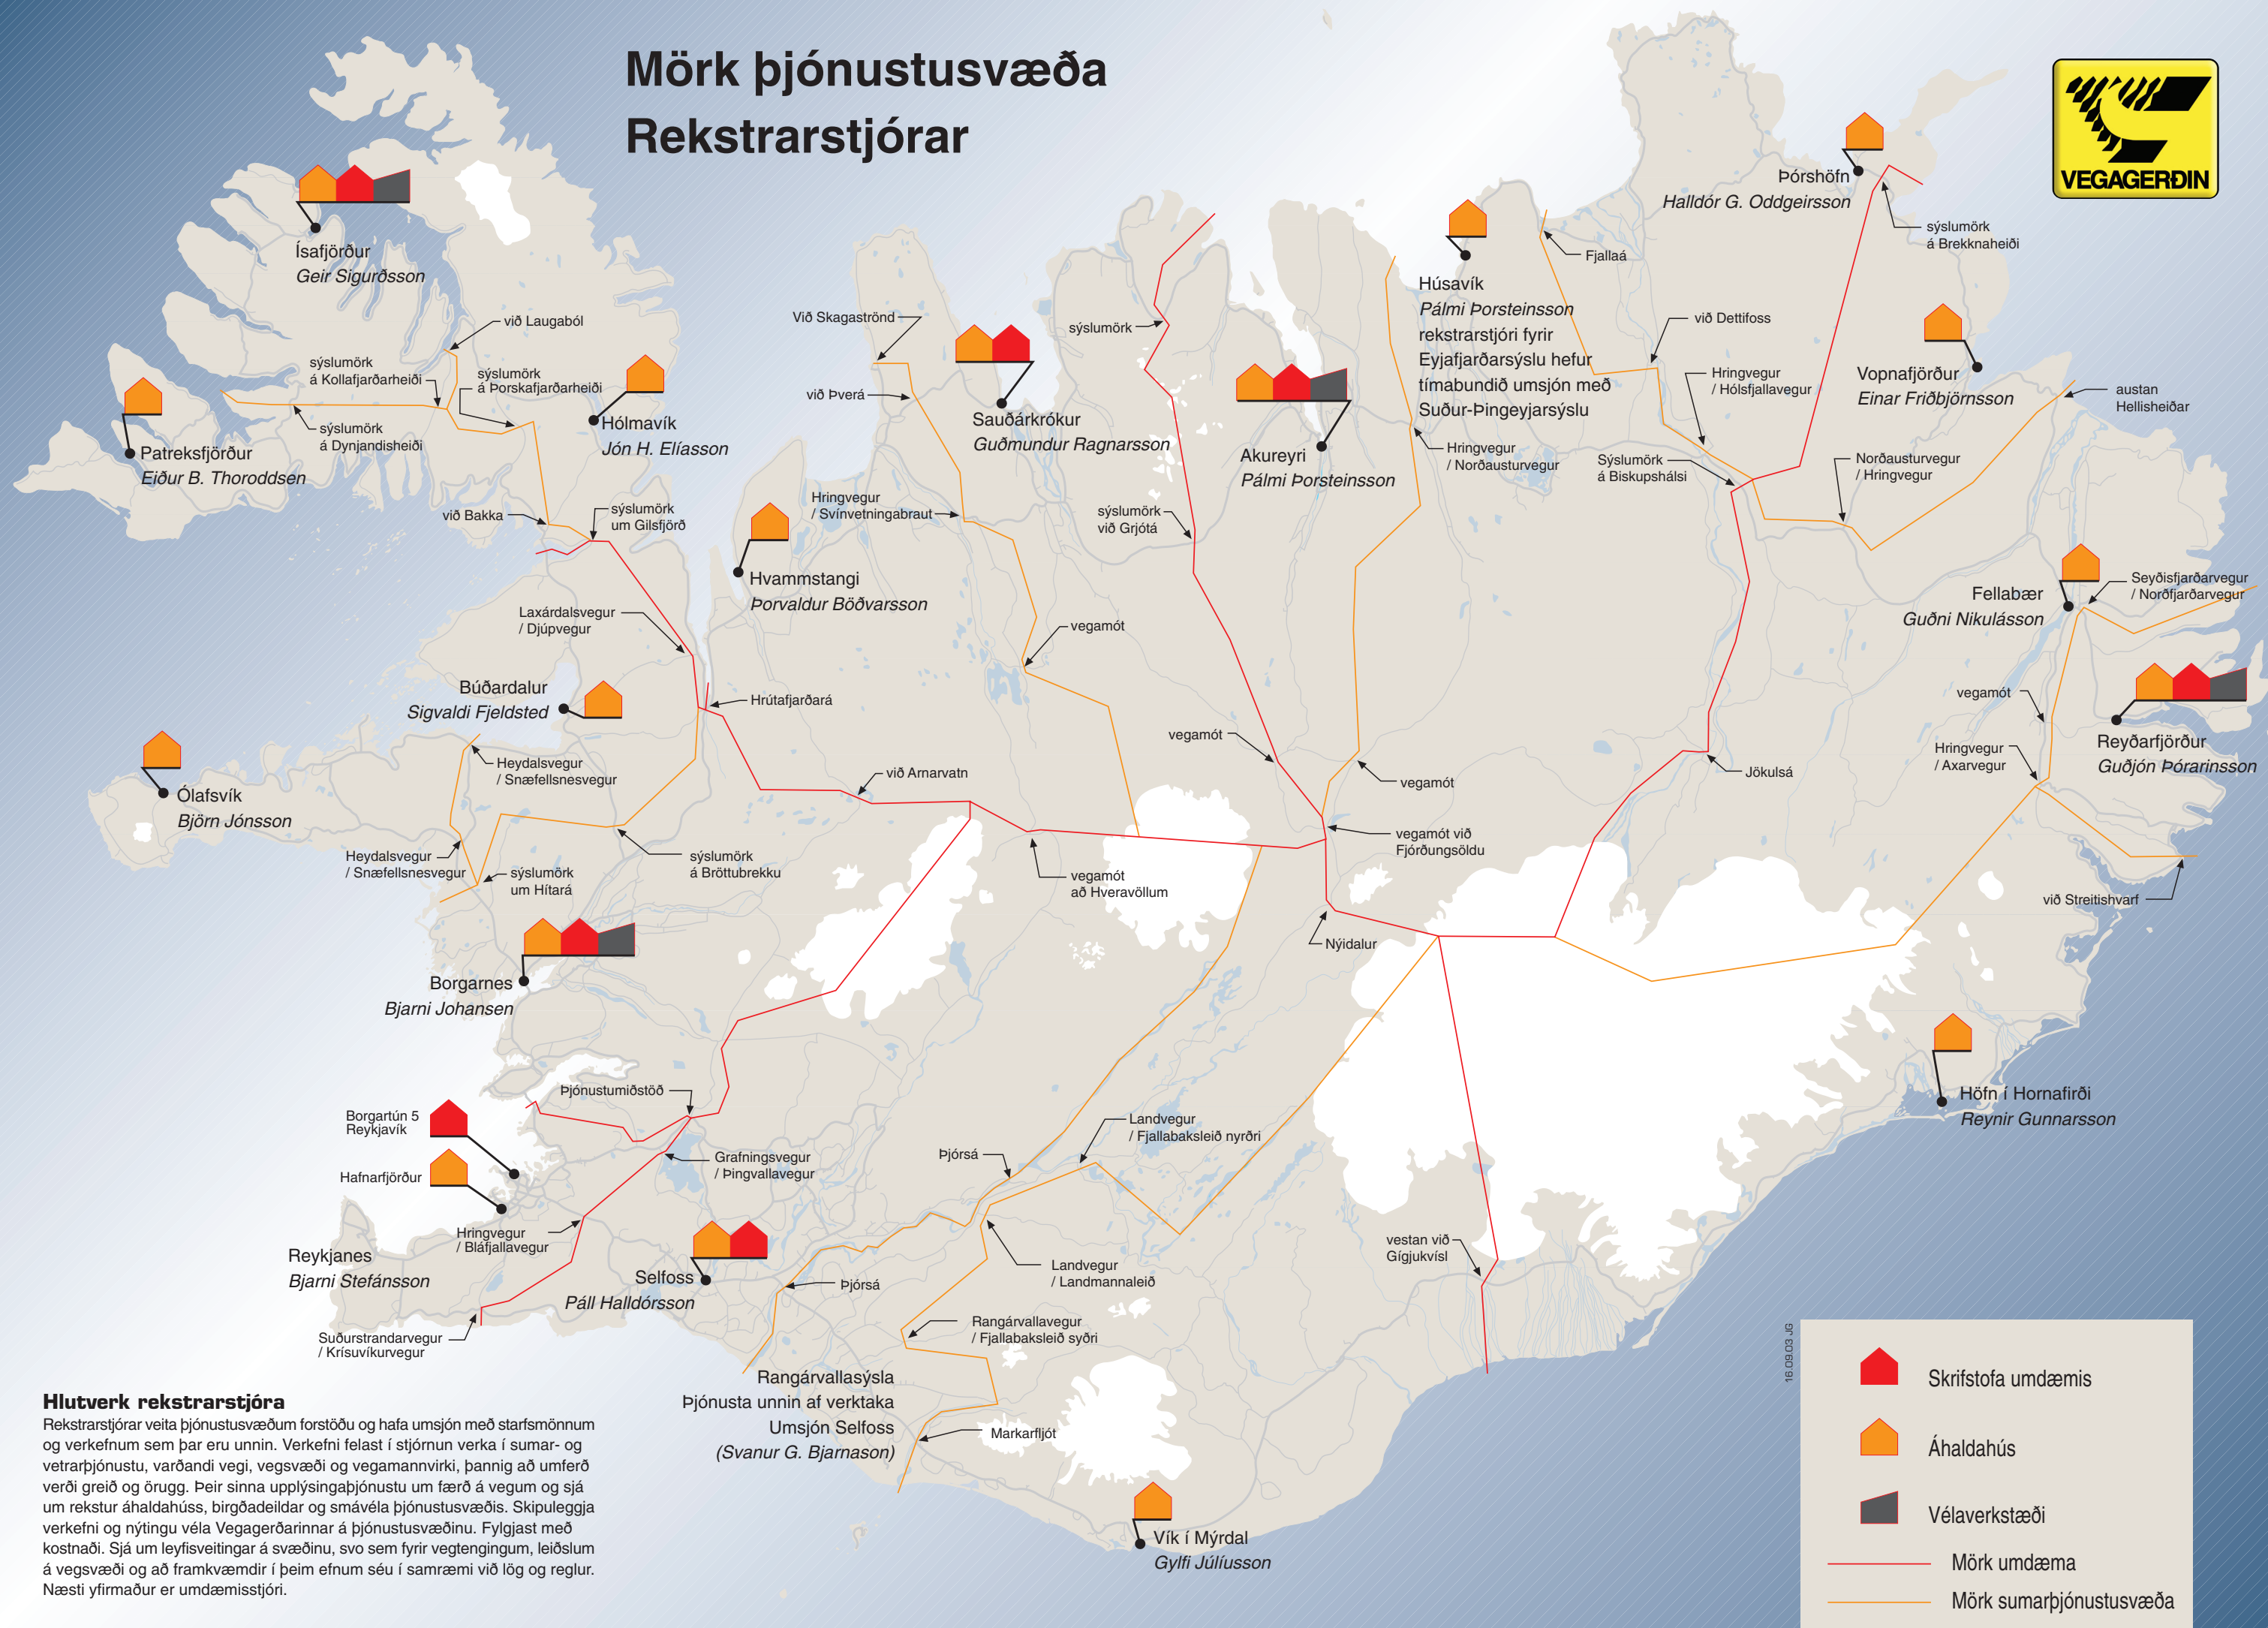 Mörk þjónustusvæða
Rekstrarstjórar
VEGAGERÐIN
Ísafjörður
Geir Sigurðsson
við Laugaból
sýslumörk
á Kollafjarðarheiði
sýslumörk
á Þorskafjarðarheiði
sýslumörk
á Dynjandisheiði
Patreksfjörður
Eiður B. Thoroddsen
Hólmavík
Jón H. Elíasson
við Bakka
sýslumörk
um Gilsfjörð
Laxárdalsvegur
/ Djúpvegur
Búðardalur
Sigvaldi Fjeldsted
Hrútafjarðará
Ólafsvík
Björn Jónsson
Heydalsvegur
/ Snæfellsnesvegur
Heydalsvegur
/ Snæfellsnesvegur
sýslumörk
um Hítará
sýslumörk
á Bröttubrekku
Borgarnes
Bjarni Johansen
Við Skagaströnd
við Þverá
Hringvegur
/ Svínvetningabraut
Hvammstangi
Þorvaldur Böðvarsson
Sauðárkrókur
Guðmundur Ragnarsson
sýslumörk
sýslumörk
við Grjótá
vegamót
við Arnarvatn
vegamót
að Hveravöllum
Akureyri
Pálmi Þorsteinsson
Húsavík
Pálmi Þorsteinsson
rekstrarstjóri fyrir
Eyjafjarðarsýslu hefur
tímabundið umsjón með
Suður-Þingeyjarsýslu
Hringvegur
/ Norðausturvegur
Fjallaá
við Dettifoss
Hringvegur
/ Hólsfjallavegur
Sýslumörk
á Biskupshálsi
Þórshöfn
Halldór G. Oddgeirsson
sýslumörk
á Brekknaheiði
Vopnafjörður
Einar Friðbjörnsson
austan
Hellisheiðar
Norðausturvegur
/ Hringvegur
Fellabær
Guðni Nikulásson
Seyðisfjarðarvegur
/ Norðfjarðarvegur
vegamót
Hringvegur
/ Axarvegur
Reyðarfjörður
Guðjón Þórarinsson
við Streitishvarf
vegamót
vegamót
vegamót við
Fjórðungsöldu
Nýidalur
Jökulsá
Höfn í Hornafirði
Reynir Gunnarsson
Þjónustumiðstöð
Borgartún 5
Reykjavík
Hafnarfjörður
Grafningsvegur
/ Þingvallavegur
Hringvegur
/ Bláfjallavegur
Reykjanes
Bjarni Stefánsson
Suðurstrandarvegur
/ Krísuvíkurvegur
Selfoss
Páll Halldórsson
Þjórsá
Þjórsá
Landvegur
/ Fjallabaksleið nyrðri
Landvegur
/ Landmannaleið
Rangárvallavegur
/ Fjallabaksleið syðri
Rangárvallasýsla
Þjónusta unnin af verktaka
Umsjón Selfoss
(Svanur G. Bjarnason)
Markarfljót
vestan við
Gígjukvísl
Vík í Mýrdal
Gylfi Júlíusson
Hlutverk rekstrarstjóra
Rekstrarstjórar veita þjónustusvæðum forstöðu og hafa umsjón með starfsmönnum
og verkefnum sem þar eru unnin. Verkefni felast í stjórnun verka í sumar- og
vetrarþjónustu, varðandi vegi, vegsvæði og vegamannvirki, þannig að umferð
verði greið og örugg. Þeir sinna upplýsingaþjónustu um færð á vegum og sjá
um rekstur áhaldahúss, birgðadeildar og smávéla þjónustusvæðis. Skipuleggja
verkefni og nýtingu véla Vegagerðarinnar á þjónustusvæðinu. Fylgjast með
kostnaði. Sjá um leyfisveitingar á svæðinu, svo sem fyrir vegtengingum, leiðslum
á vegsvæði og að framkvæmdir í þeim efnum séu í samræmi við lög og reglur.
Næsti yfirmaður er umdæmisstjóri.
16.09.03 JG
Skrifstofa umdæmis
Áhaldahús
Vélaverkstæði
Mörk umdæma
Mörk sumarþjónustusvæða